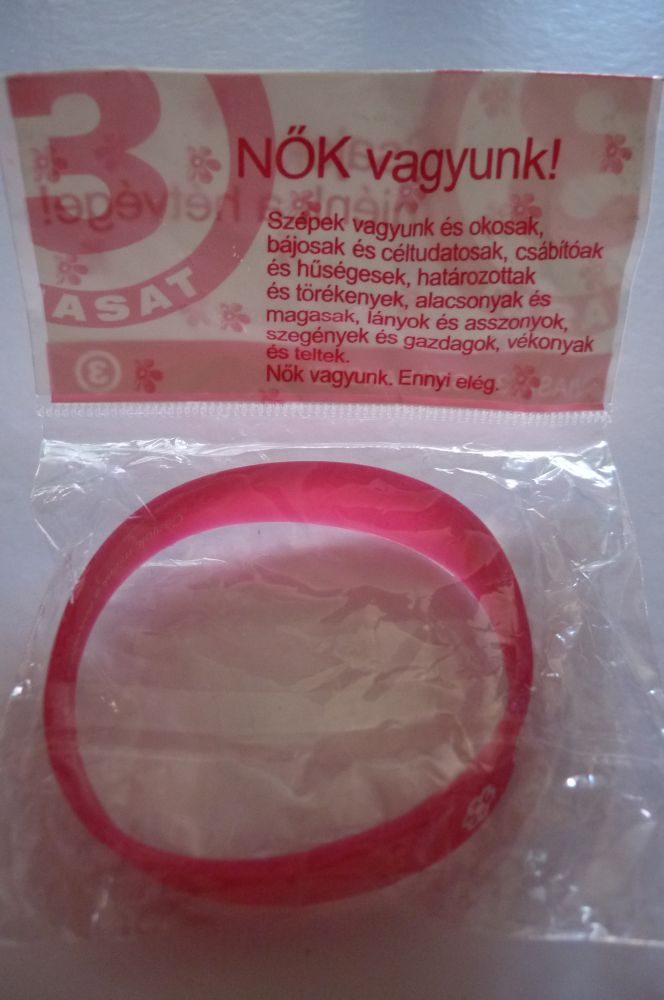 3
ASAT
NŐK vagyunk!
Szépek vagyunk és okosak,
bájosak és céltudatosak, csábítóak
és hűségesek, határozottak
és törékenyek, alacsonyak és
magasak, lányok és asszonyok,
szegények és gazdagok, vékonyak
és teltek.
Nők vagyunk. Ennyi elég.
3